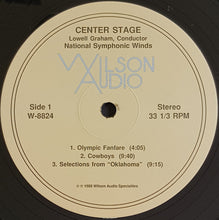 CENTER STAGE
Lowell Graham, Conductor
National Symphonic Winds
WILSON
AUDIO
Side 1
W-8824
Stereo
33 1/3 RPM
1. Olympic Fanfare (4:05)
2. Cowboys (9:40)
3. Selections from "Oklahoma" (9:15)
1988 Wilson Audio Specialties